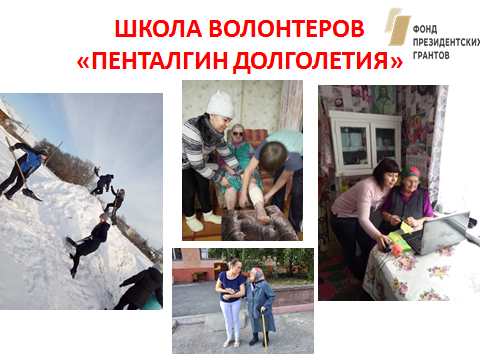 ШКОЛА ВОЛОНТЕРОВ
«ПЕНТАЛГИН ДОЛГОЛЕТИЯ»
ФОНД
ПРЕЗИДЕНТСКИХ
ГРАНТОВ